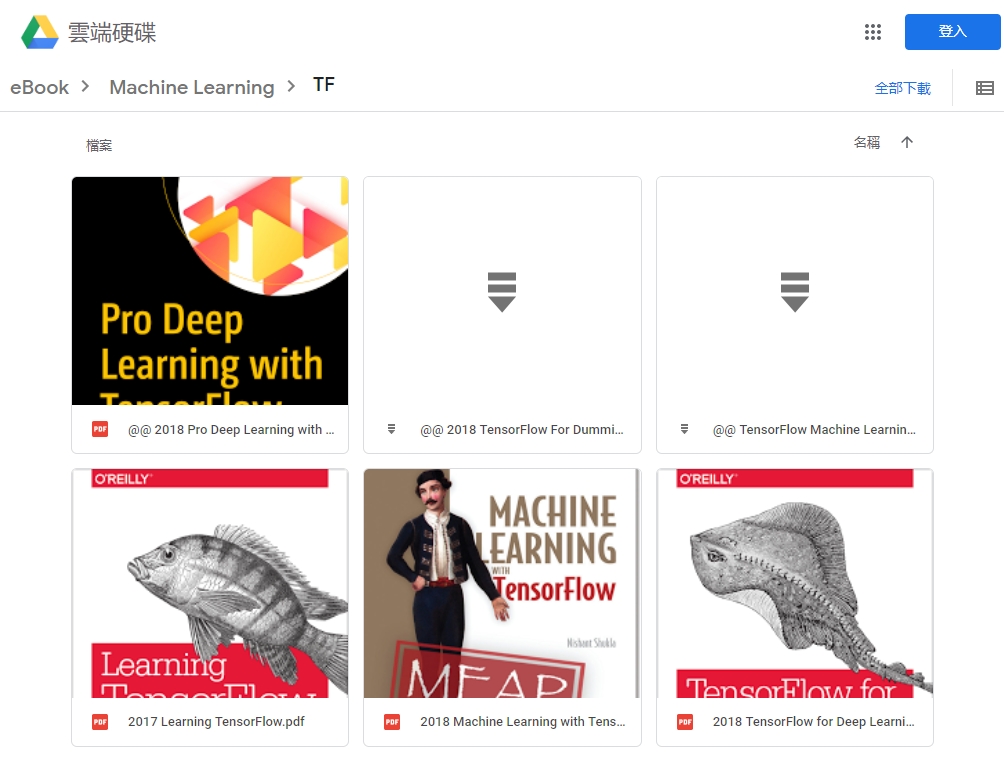 雲端硬碟
登入
eBook > Machine Learning > TF
全部下載
檔案
名稱
Pro Deep
Learning with
TensorFlow
PDF @@ 2018 Pro Deep Learning with ...
@@ 2018 TensorFlow For Dummi...
@@ TensorFlow Machine Learnin...
O'REILLY
Learning
TensorFlow
MACHINE
LEARNING
WITH
TensorFlow
Nishant Shukla
MEAP
O'REILLY
TensorFlow for
PDF 2017 Learning TensorFlow.pdf
PDF 2018 Machine Learning with Tens...
PDF 2018 TensorFlow for Deep Learni...